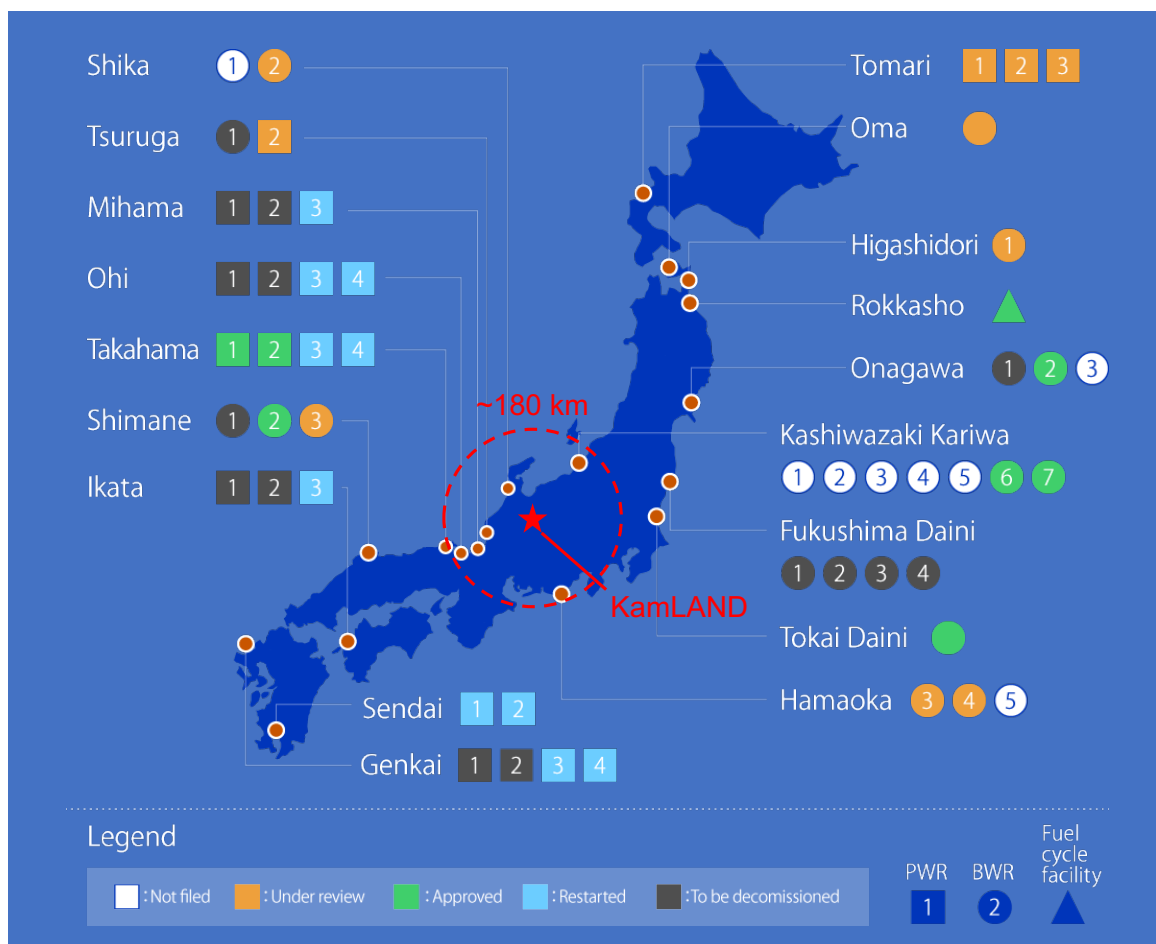 Shika 1 2
Tsuruga 1 2
Mihama 1 2 3
Ohi 1 2 3 4
Takahama 1 2 3 4
Shimane 1 2 3
Ikata 1 2 3
Tomari 1 2 3
Oma
Higashidori 1
Rokkasho
Onagawa 1 2 3
Kashiwazaki Kariwa
1 2 3 4 5 6 7
Fukushima Daini
1 2 3 4
Tokai Daini
Hamaoka 3 4 5
~180 km
KamLAND
Sendai 1 2
Genkai 1 2 3 4
Legend
: Not filed : Under review : Approved : Restarted : To be decomissioned
PWR
1
BWR
2
Fuel
cycle
facility